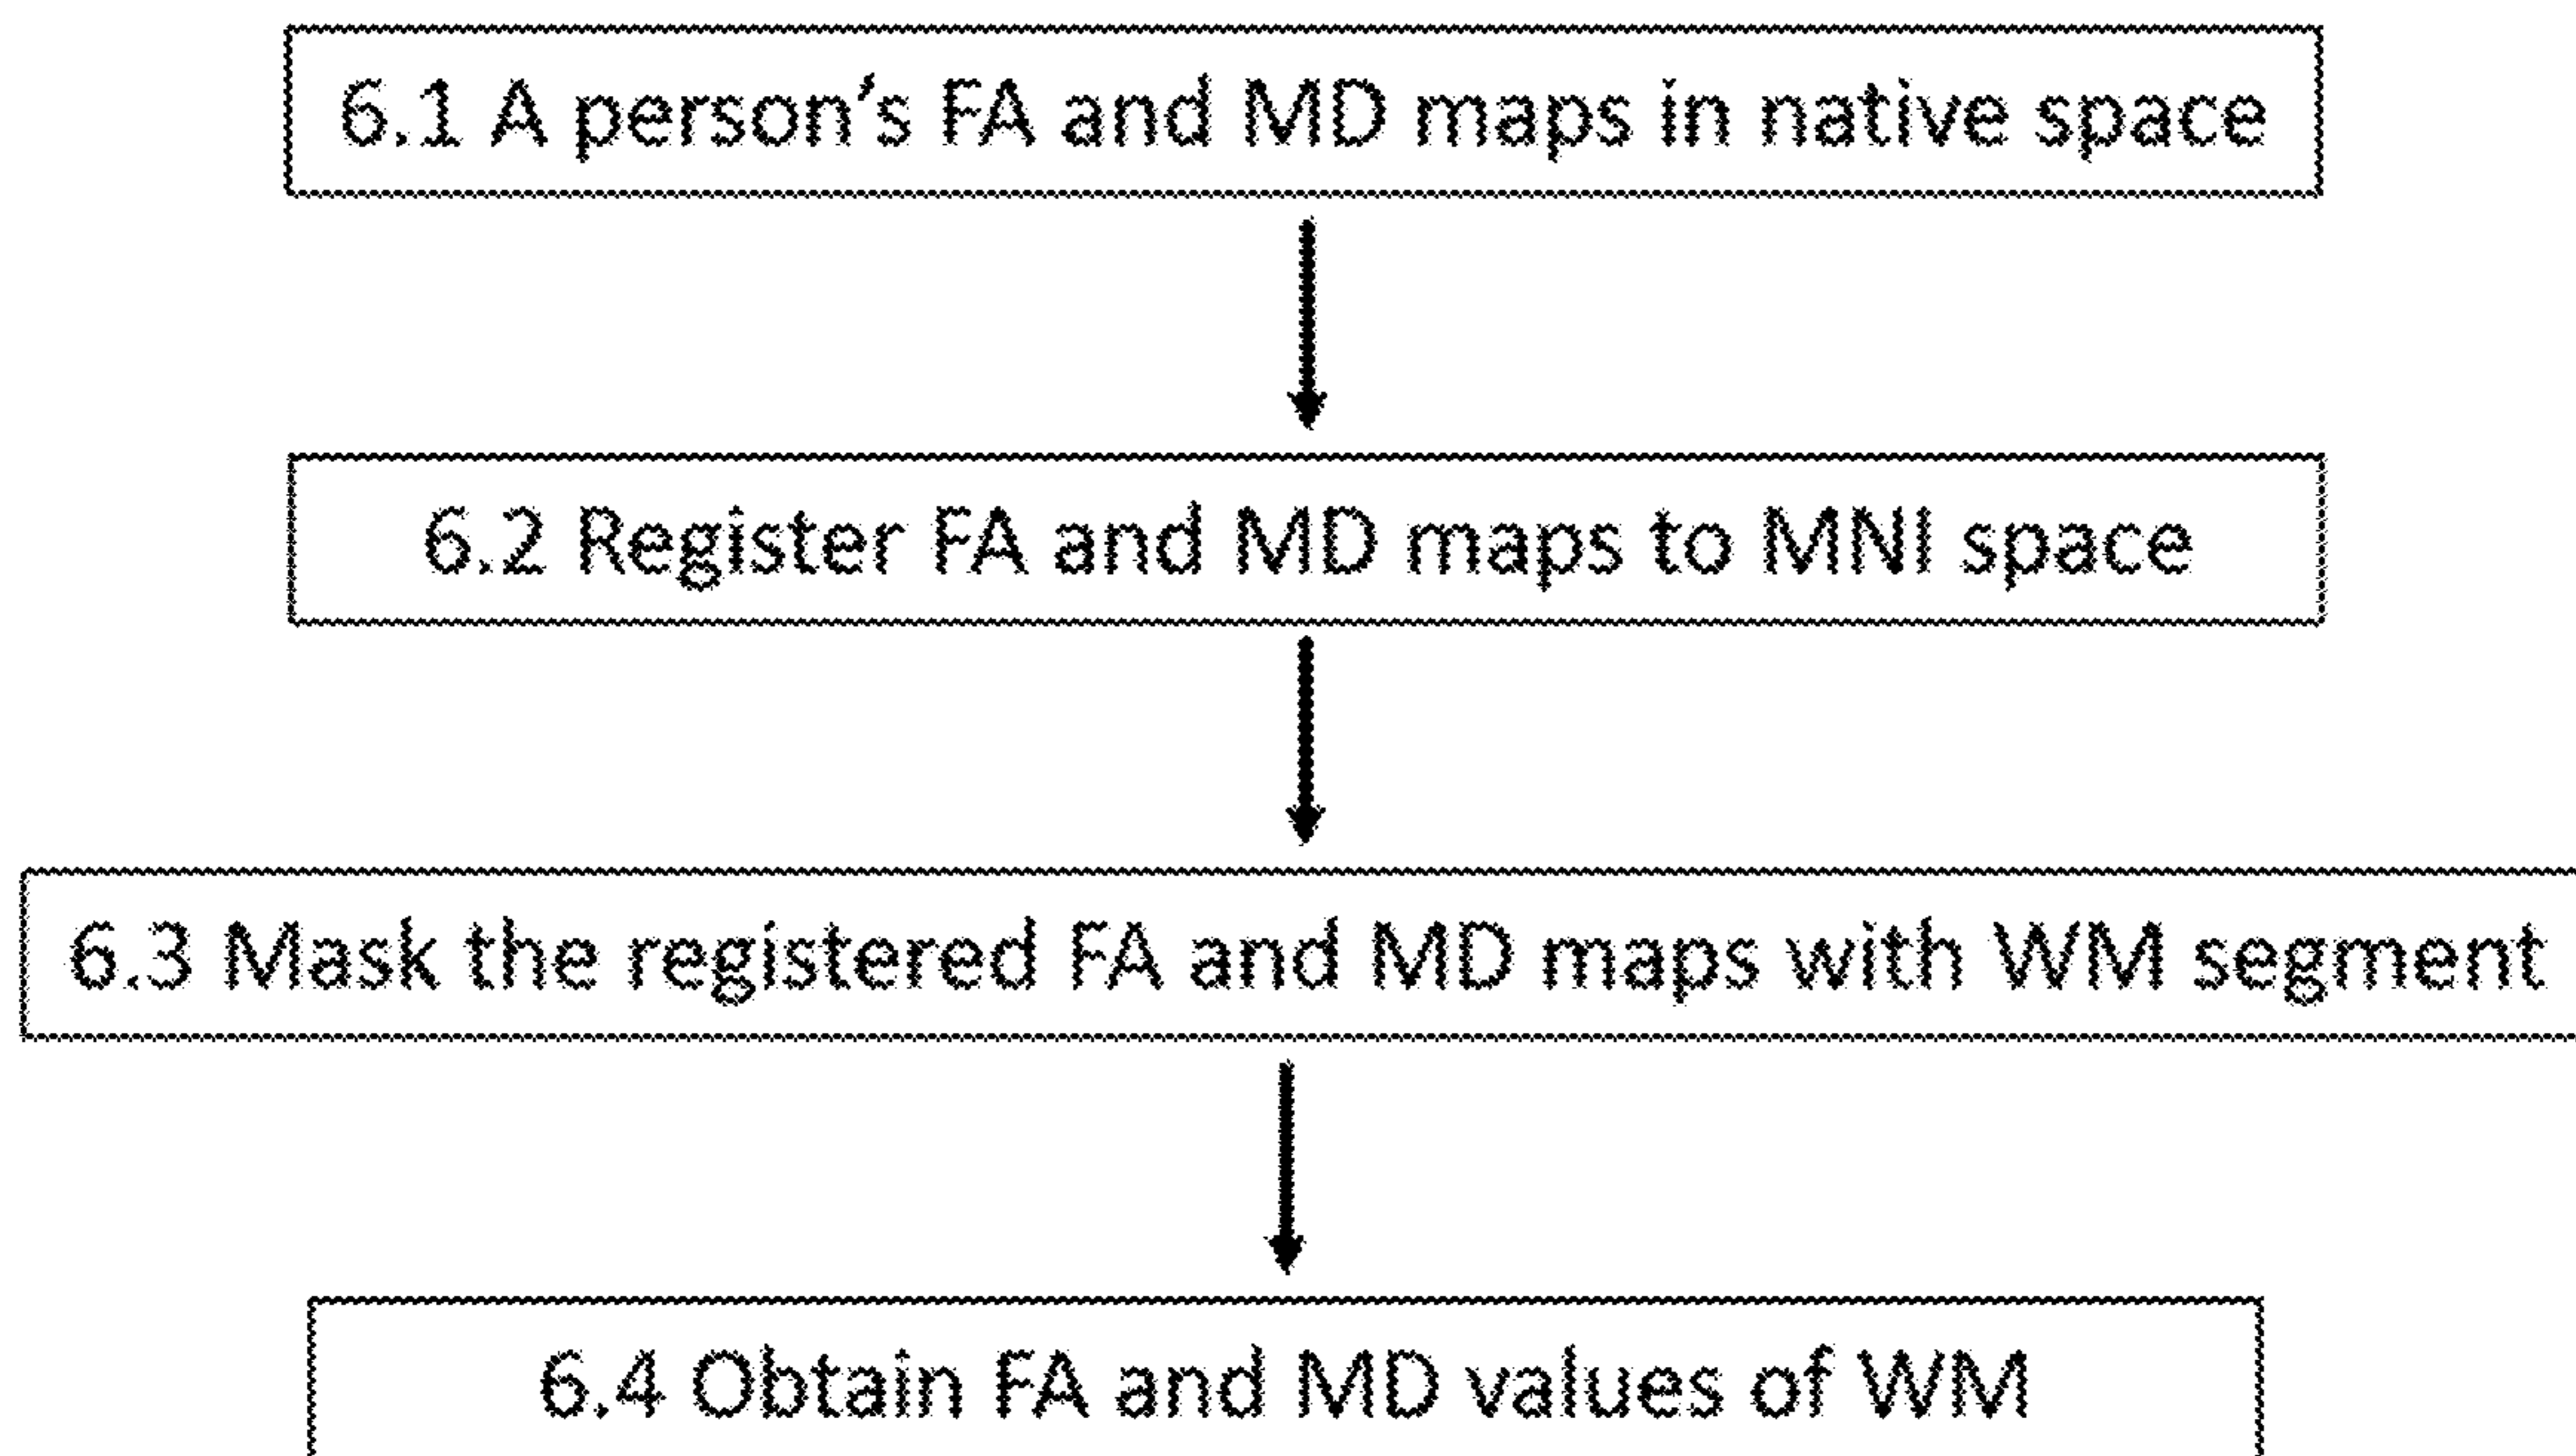 6.1 A person's FA and MD maps in native space
6.2 Register FA and MD maps to MNI space
6.3 Mask the registered FA and MD maps with WM segment
6.4 Obtain FA and MD values of WM